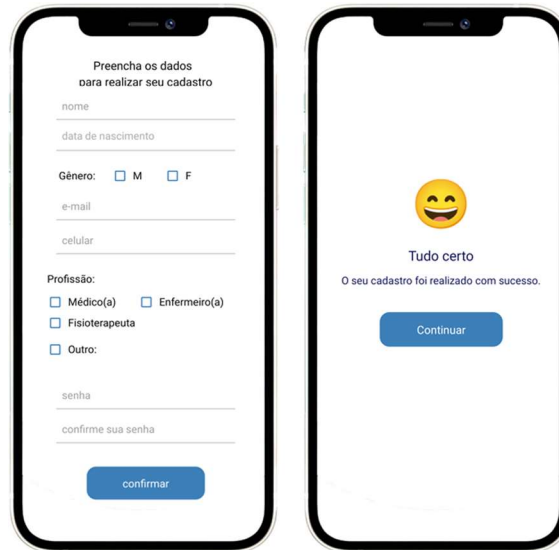 Preencha os dados
para realizar seu cadastro
nome
data de nascimento
Gênero: M F
e-mail
celular
Profissão:
Médico(a) Enfermeiro(a)
Fisioterapeuta
Outro:
senha
confirme sua senha
confirmar
Tudo certo
O seu cadastro foi realizado com sucesso.
Continuar